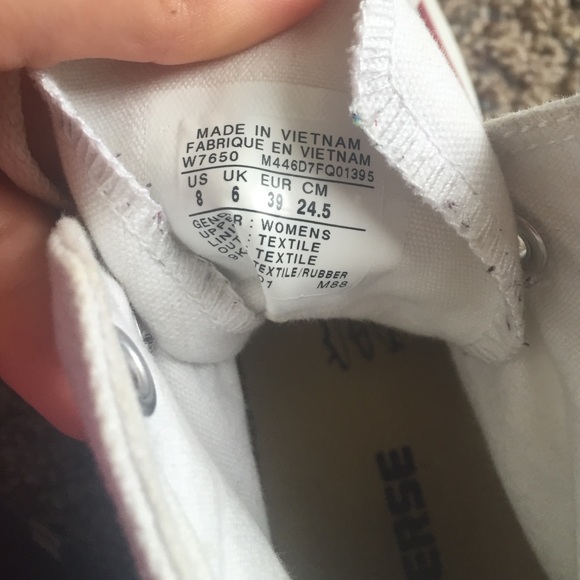 MADE IN VIETNAM
FABRIQUE EN VIETNAM
W7650 M446D7FQ01395
US UK EUR CM
8 6 39 24.5
: WOMENS
: TEXTILE
: TEXTILE
TEXTILE/RUBBER
M88
ERSE